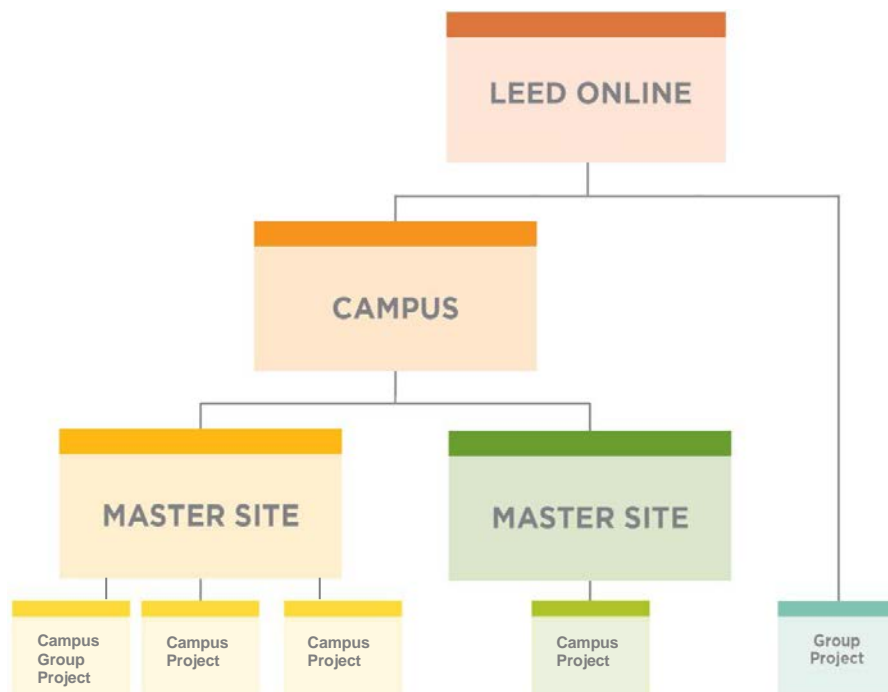 LEED ONLINE
CAMPUS
MASTER SITE
MASTER SITE
Campus
Group
Project
Campus
Project
Campus
Project
Campus
Project
Group
Project